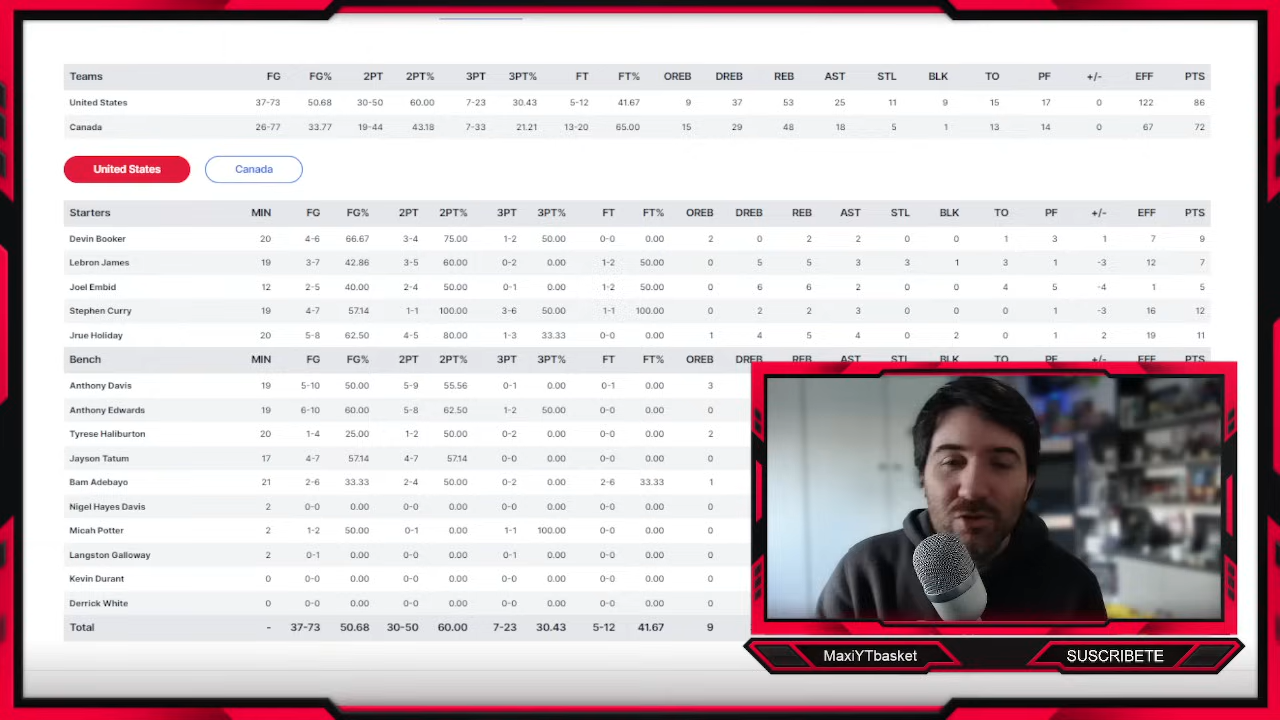 Teams FG FG% 2PT 2PT% 3PT 3PT% FT FT% OREB DREB REB AST STL BLK TO PF +/- EFF PTS
United States 37-73 50.68 30-50 60.00 7-23 30.43 5-12 41.67 9 37 53 25 11 9 15 17 0 122 86
Canada 26-77 33.77 19-44 43.18 7-33 21.21 13-20 65.00 15 29 48 18 5 1 13 14 0 67 72
United States Canada
Starters MIN FG FG% 2PT 2PT% 3PT 3PT% FT FT% OREB DREB REB AST STL BLK TO PF +/- EFF PTS
Devin Booker 20 4-6 66.67 3-4 75.00 1-2 50.00 0-0 0.00 2 0 2 2 0 0 1 3 1 7 9
Lebron James 19 3-7 42.86 3-5 60.00 0-2 0.00 1-2 50.00 0 5 5 3 3 1 3 1 -3 12 7
Joel Embid 12 2-5 40.00 2-4 50.00 0-1 0.00 1-2 50.00 0 6 6 2 0 0 4 5 -4 1 5
Stephen Curry 19 4-7 57.14 1-1 100.00 3-6 50.00 1-1 100.00 0 2 2 3 0 0 0 1 -3 16 12
Jrue Holiday 20 5-8 62.50 4-5 80.00 1-3 33.33 0-0 0.00 1 4 5 4 0 2 0 1 2 19 11
Bench MIN FG FG% 2PT 2PT% 3PT 3PT% FT FT% OREB DREB REB AST STL BLK TO PF +/- EFF PTS
Anthony Davis 19 5-10 50.00 5-9 55.56 0-1 0.00 0-1 0.00 3
Anthony Edwards 19 6-10 60.00 5-8 62.50 1-2 50.00 0-0 0.00 0
Tyrese Haliburton 20 1-4 25.00 1-2 50.00 0-2 0.00 0-0 0.00 2
Jayson Tatum 17 4-7 57.14 4-7 57.14 0-0 0.00 0-0 0.00 0
Bam Adebayo 21 2-6 33.33 2-4 50.00 0-2 0.00 2-6 33.33 1
Nigel Hayes Davis 2 0-0 0.00 0-0 0.00 0-0 0.00 0-0 0.00 0
Micah Potter 2 1-2 50.00 0-1 0.00 1-1 100.00 0-0 0.00 0
Langston Galloway 2 0-1 0.00 0-0 0.00 0-1 0.00 0-0 0.00 0
Kevin Durant 0 0-0 0.00 0-0 0.00 0-0 0.00 0-0 0.00 0
Derrick White 0 0-0 0.00 0-0 0.00 0-0 0.00 0-0 0.00 0
Total - 37-73 50.68 30-50 60.00 7-23 30.43 5-12 41.67 9
MaxiYTbasket SUSCRIBETE